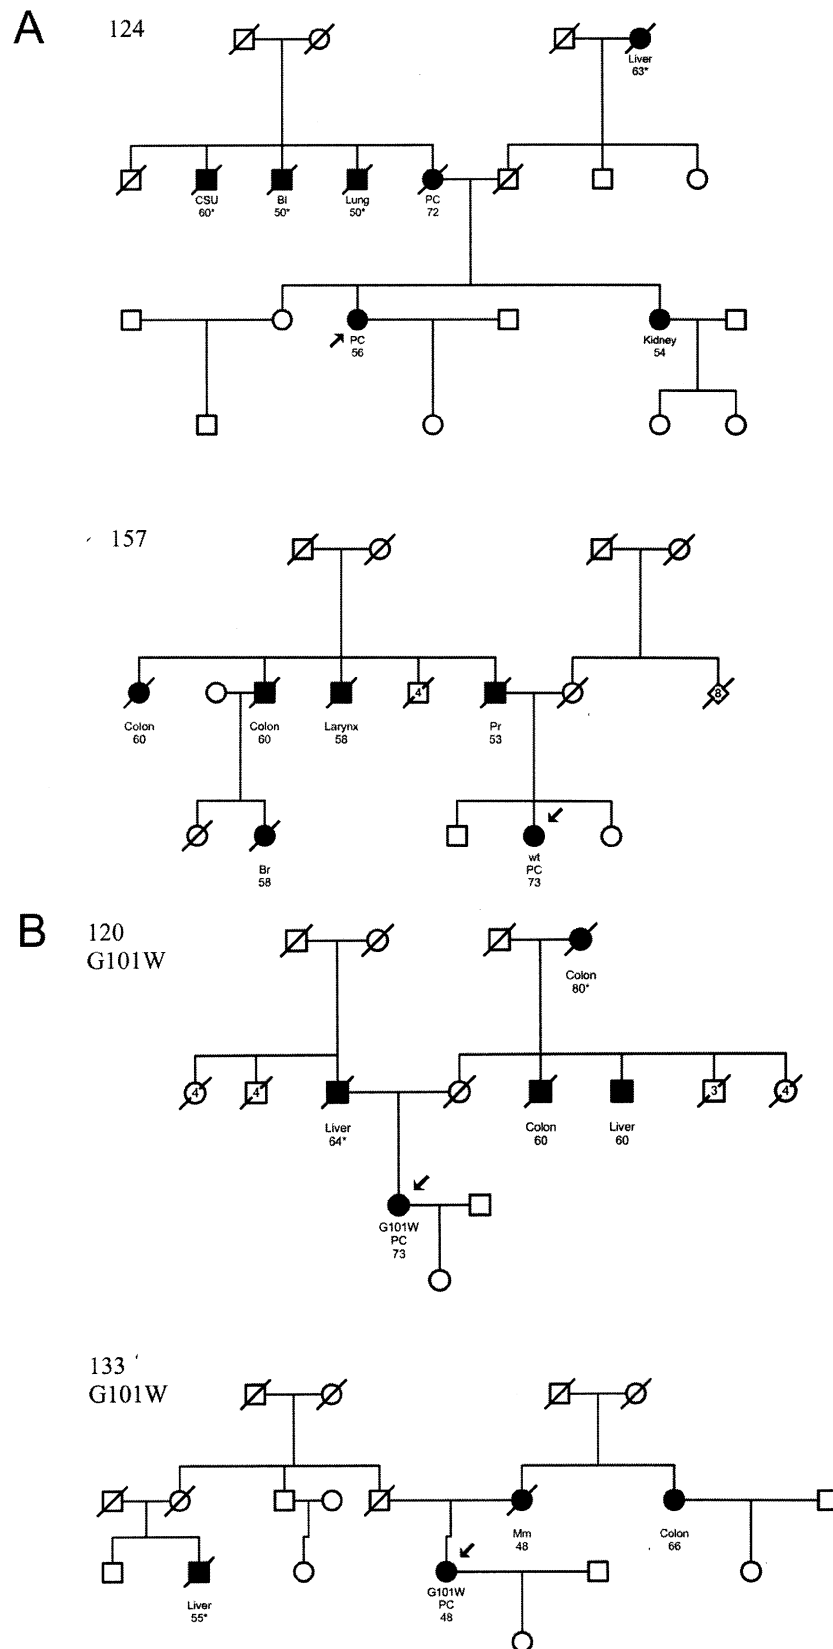 A
124
Liver
63*
CSU
60*
Bl
50*
Lung
50*
PC
72
PC
56
Kidney
54
157
4
8
Colon
60
Colon
60
Larynx
58
Pr
53
Br
58
wt
PC
73
B
120
G101W
Colon
80*
4
4
3
4
Liver
64*
Colon
60
Liver
60
G101W
PC
73
133
G101W
Mm
48
Colon
66
Liver
55*
G101W
PC
48